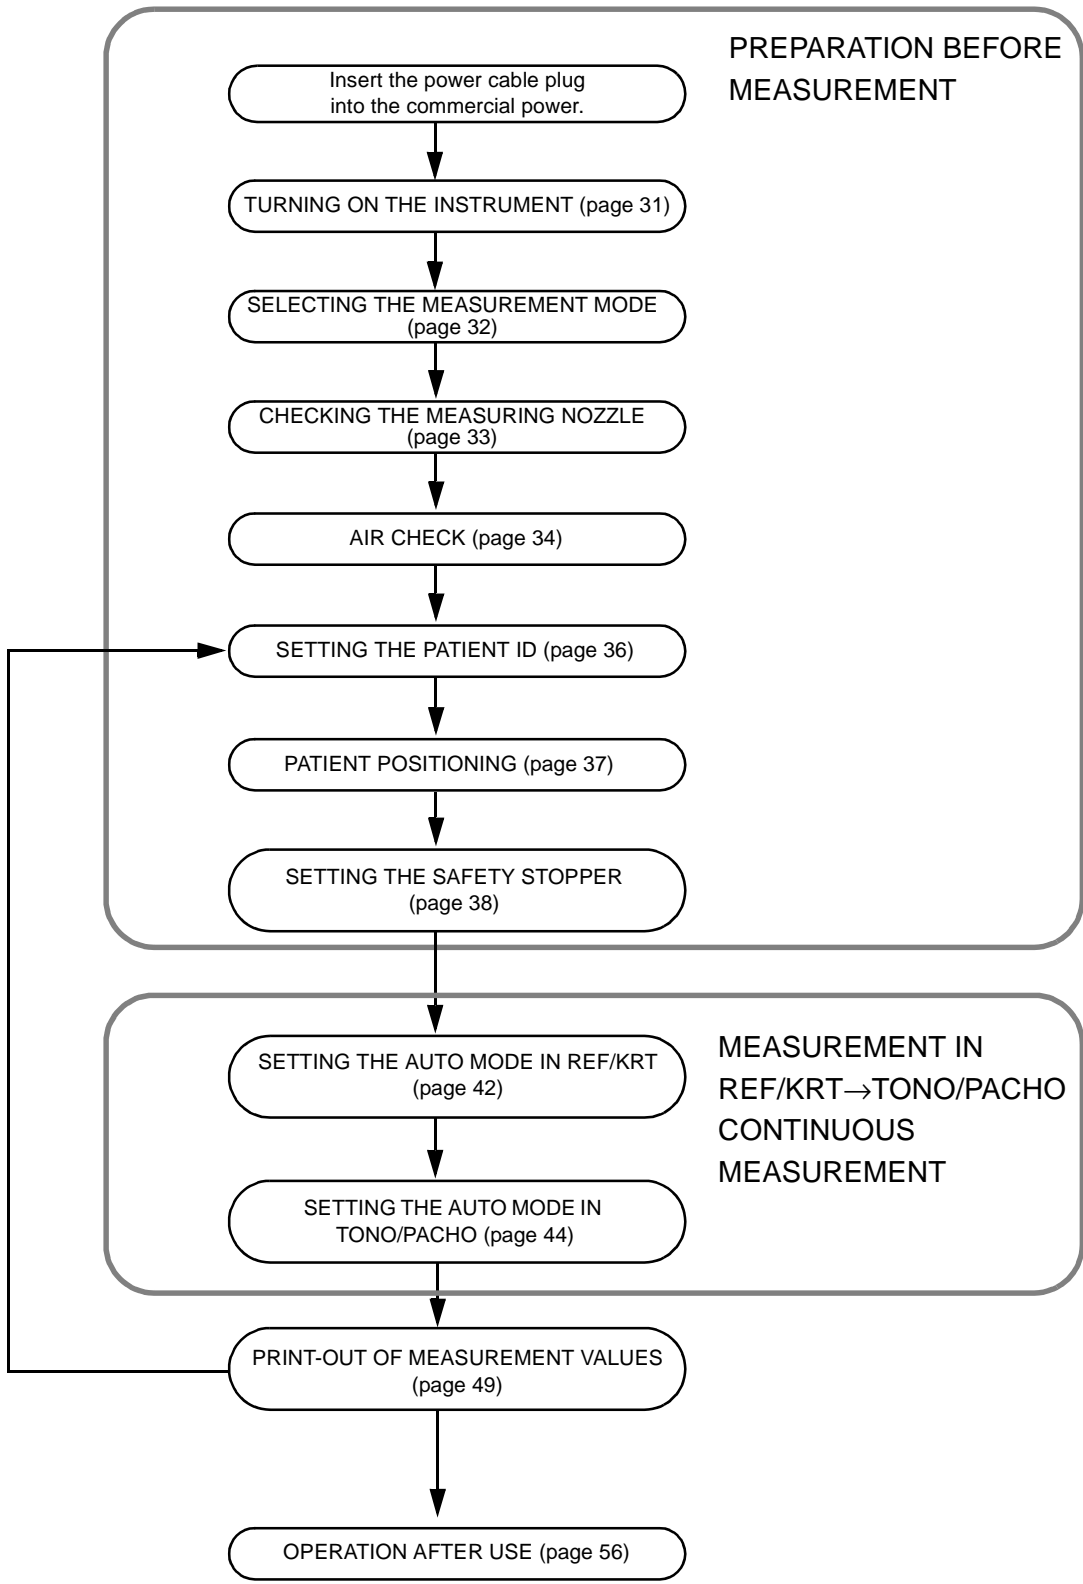 PREPARATION BEFORE
MEASUREMENT
Insert the power cable plug
into the commercial power.
TURNING ON THE INSTRUMENT (page 31)
SELECTING THE MEASUREMENT MODE
(page 32)
CHECKING THE MEASURING NOZZLE
(page 33)
AIR CHECK (page 34)
SETTING THE PATIENT ID (page 36)
PATIENT POSITIONING (page 37)
SETTING THE SAFETY STOPPER
(page 38)
MEASUREMENT IN
REF/KRT→TONO/PACHO
CONTINUOUS
MEASUREMENT
SETTING THE AUTO MODE IN REF/KRT
(page 42)
SETTING THE AUTO MODE IN
TONO/PACHO (page 44)
PRINT-OUT OF MEASUREMENT VALUES
(page 49)
OPERATION AFTER USE (page 56)